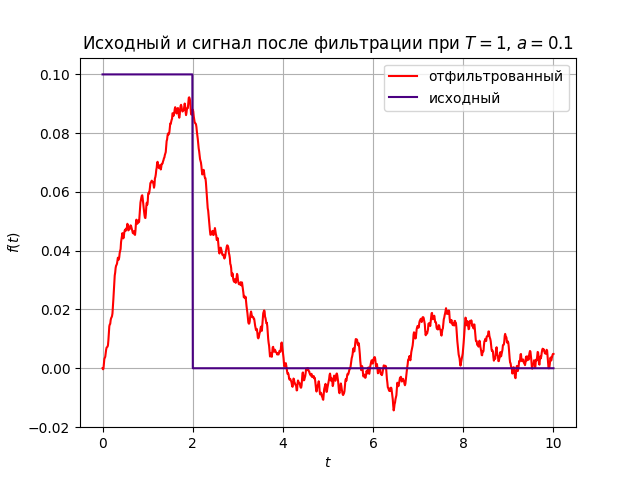 Исходный и сигнал после фильтрации при T = 1, a = 0.1
отфильтрованный
исходный
0.10
0.08
0.06
0.04
0.02
0.00
−0.02
f(t)
0 2 4 6 8 10
t